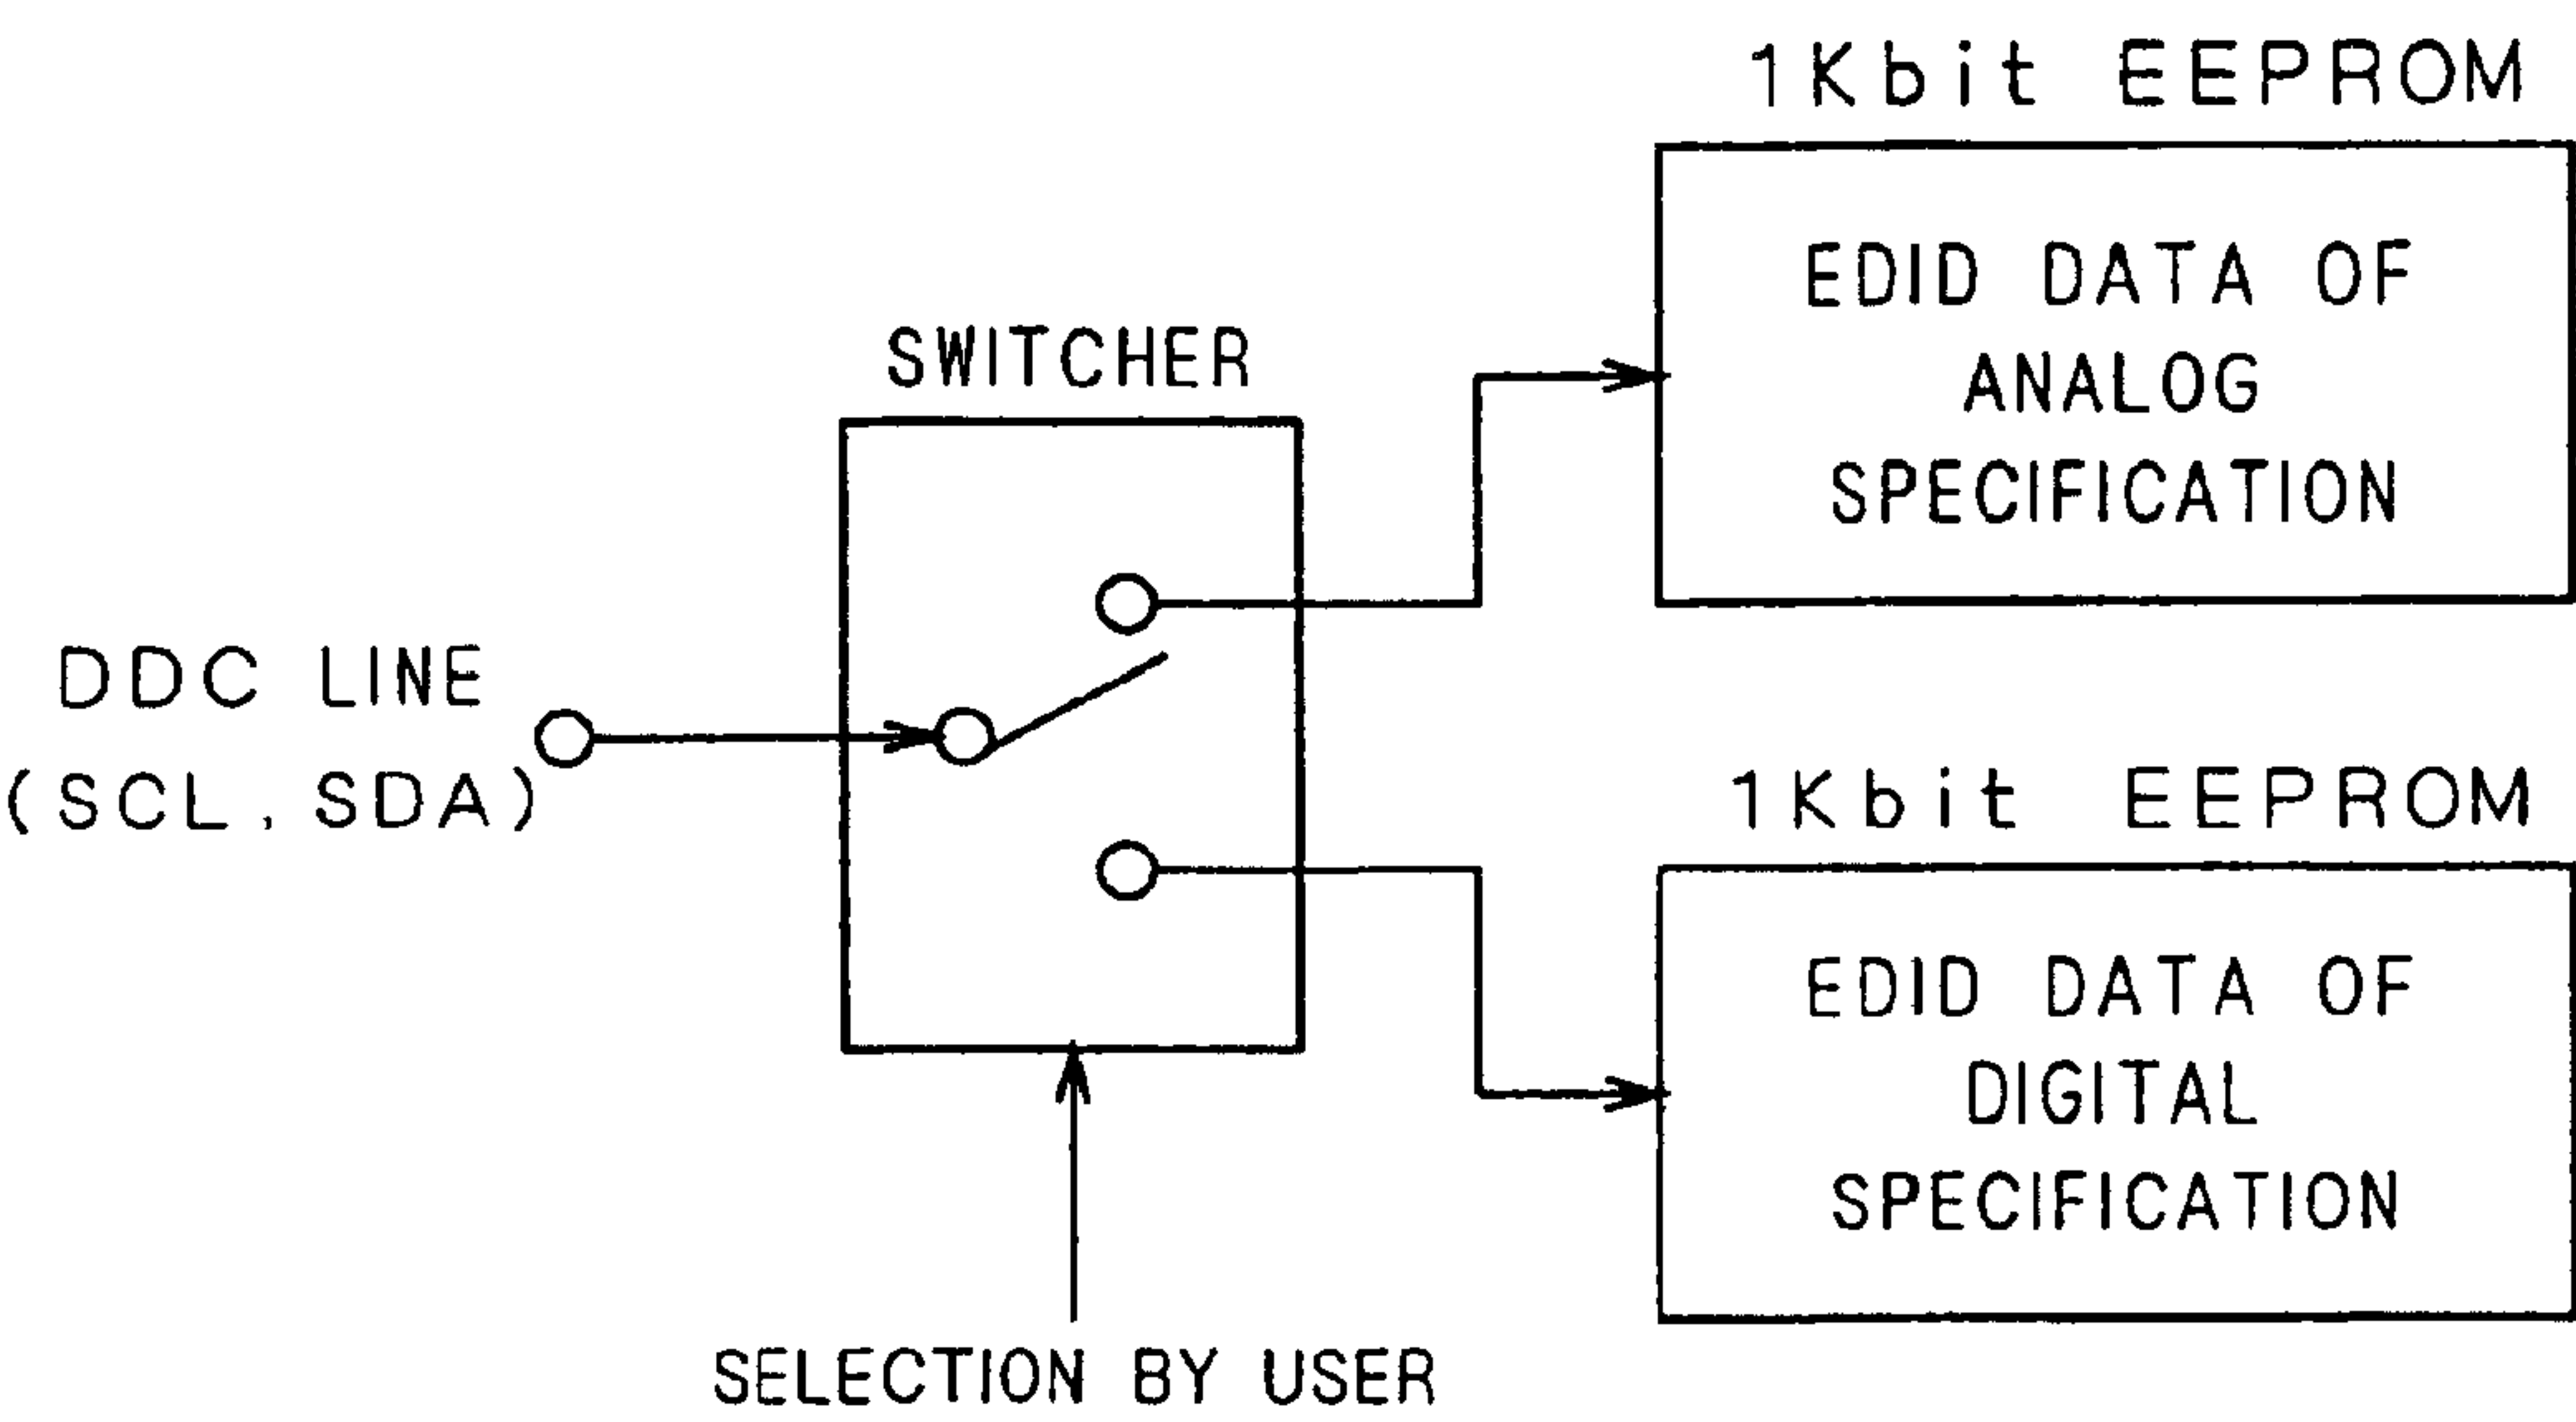 1Kbit EEPROM
EDID DATA OF
ANALOG
SPECIFICATION
SWITCHER
DDC LINE
(SCL, SDA)
1Kbit EEPROM
EDID DATA OF
DIGITAL
SPECIFICATION
SELECTION BY USER